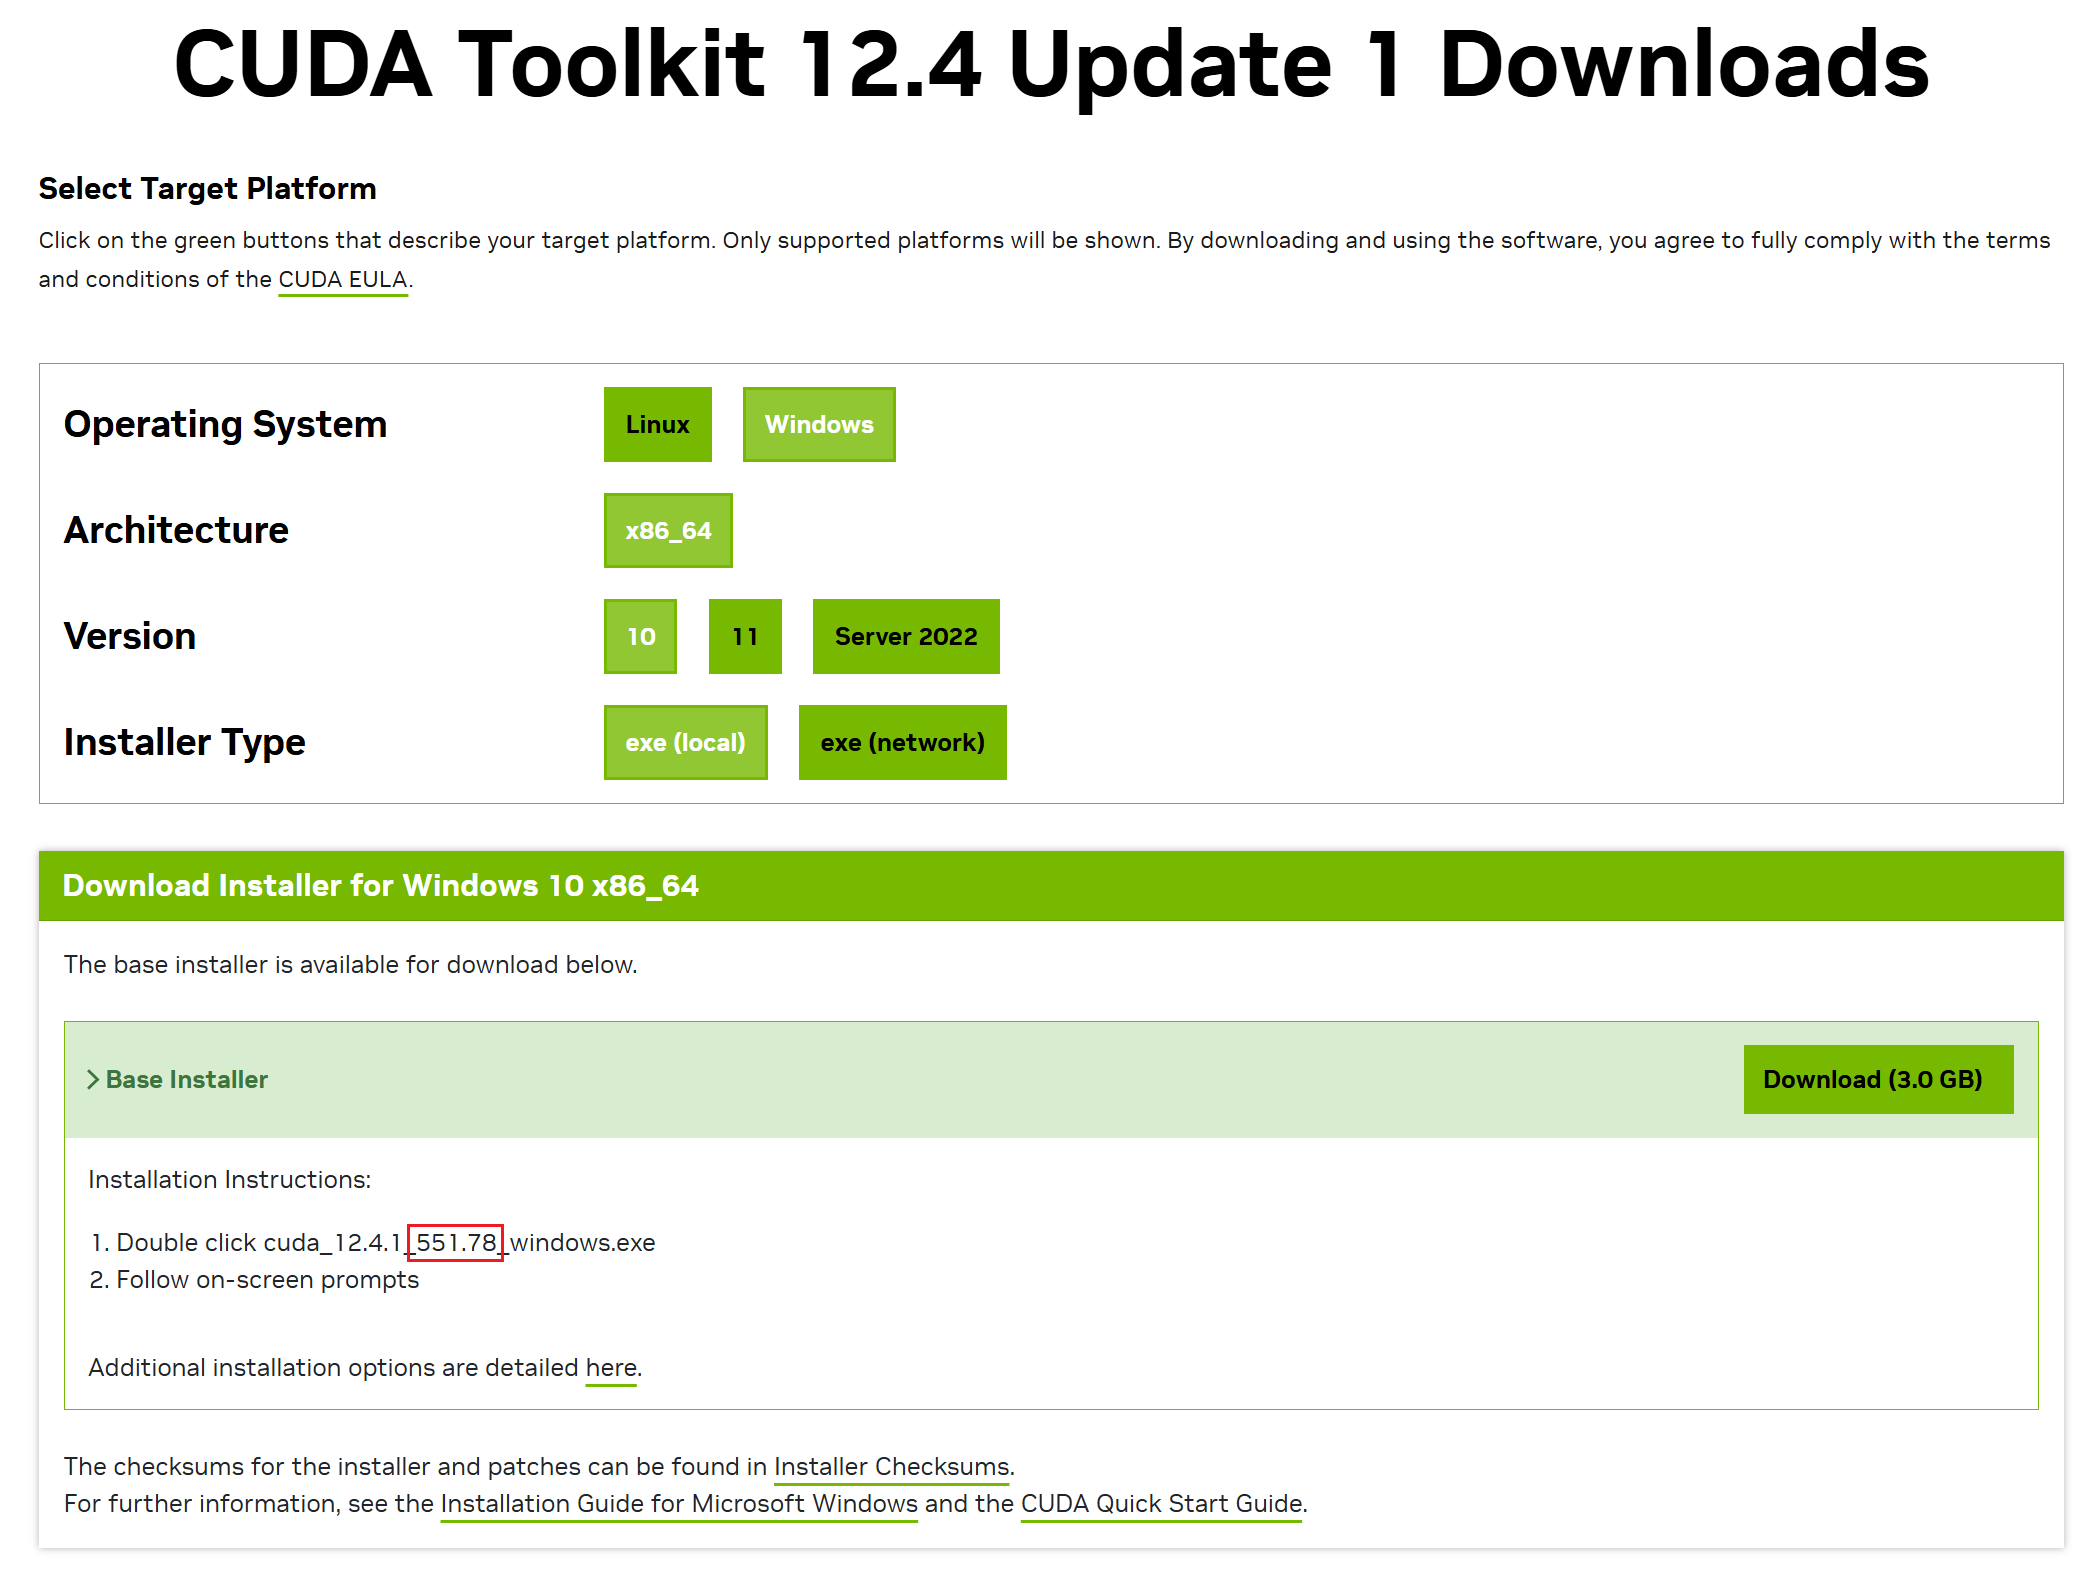 CUDA Toolkit 12.4 Update 1 Downloads
Select Target Platform
Click on the green buttons that describe your target platform. Only supported platforms will be shown. By downloading and using the software, you agree to fully comply with the terms
and conditions of the CUDA EULA.
Operating System
Linux
Windows
Architecture
x86_64
Version
10
11
Server 2022
Installer Type
exe (local)
exe (network)
Download Installer for Windows 10 x86_64
The base installer is available for download below.
Base Installer
Download (3.0 GB)
Installation Instructions:
1. Double click cuda_12.4.1_551.78_windows.exe
2. Follow on-screen prompts
Additional installation options are detailed here.
The checksums for the installer and patches can be found in Installer Checksums.
For further information, see the Installation Guide for Microsoft Windows and the CUDA Quick Start Guide.